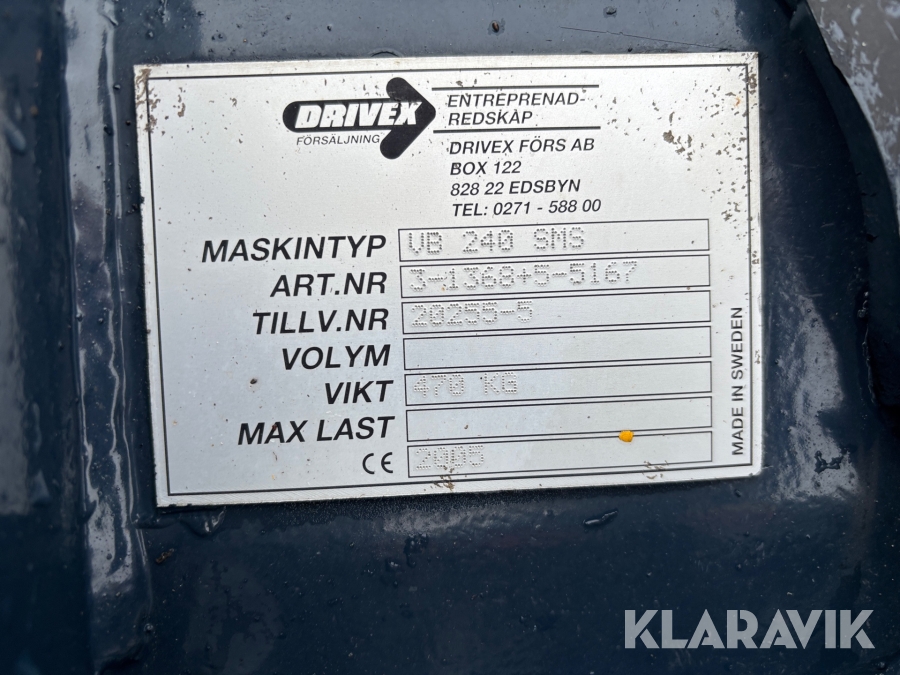 DRIVEX
FÖRSÄLJNING
ENTREPRENAD-
REDSKAP
DRIVEX FÖRS AB
BOX 122
828 22 EDSBYN
TEL: 0271 - 588 00
MASKINTYP VB 240 SMS
ART.NR 3-1368+5-5167
TILLV.NR 20255-5
VOLYM
VIKT 470 KG
MAX LAST
CE 2005
MADE IN SWEDEN
KLARAVIK